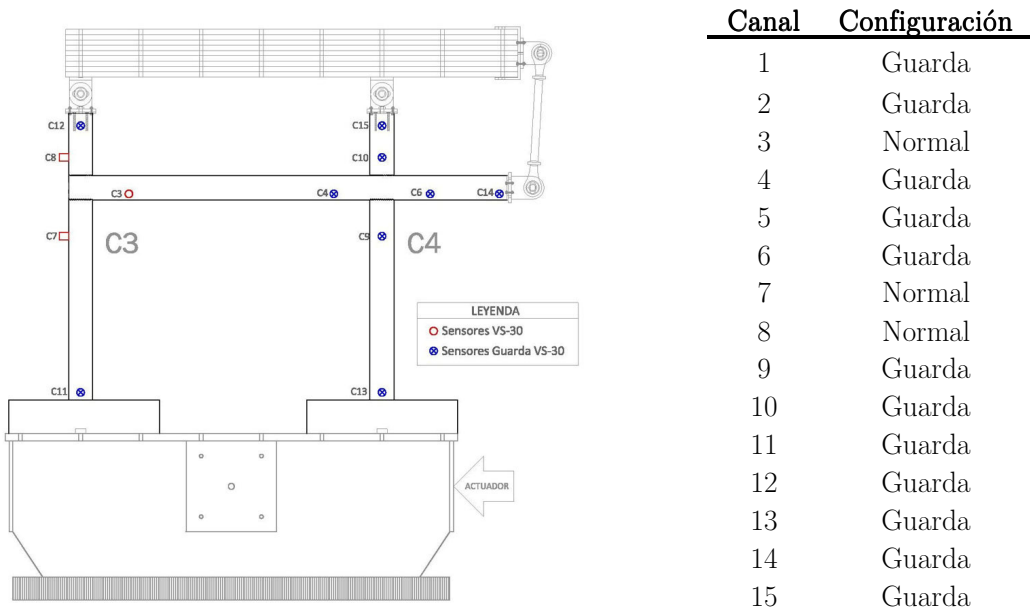 C12
C15
C8
C10
C3
C4
C6
C14
C7
C3
C9
C4
LEYENDA
Sensores VS-30
Sensores Guarda VS-30
C11
C13
ACTUADOR
Canal Configuración
1 Guarda
2 Guarda
3 Normal
4 Guarda
5 Guarda
6 Guarda
7 Normal
8 Normal
9 Guarda
10 Guarda
11 Guarda
12 Guarda
13 Guarda
14 Guarda
15 Guarda